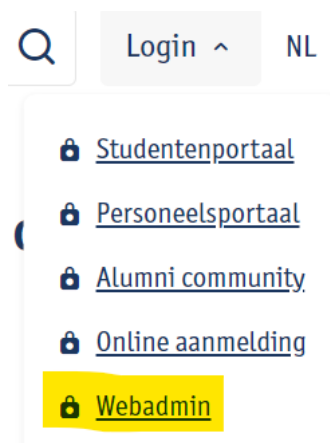 Login NL
Studentenportaal
Personeelsportaal
Alumni community
Online aanmelding
Webadmin